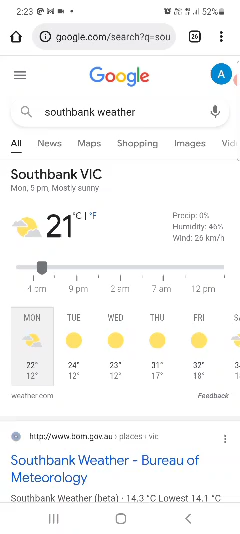 2:23
52%
google.com/search?q=sou
26
Google
A
southbank weather
All News Maps Shopping Images Vid
Southbank VIC
Mon, 5 pm, Mostly sunny
21 °C | °F
Precip: 0%
Humidity: 46%
Wind: 26 km/h
4 pm 9 pm 2 am 7 am 12 pm
MON TUE WED THU FRI SA
22° 24° 23° 31° 32° 3
12° 12° 12° 17° 18°
weather.com Feedback
http://www.bom.gov.au › places › vic
Southbank Weather - Bureau of
Meteorology
Southbank Weather (beta) · 14.3 °C Lowest 14.1 °C